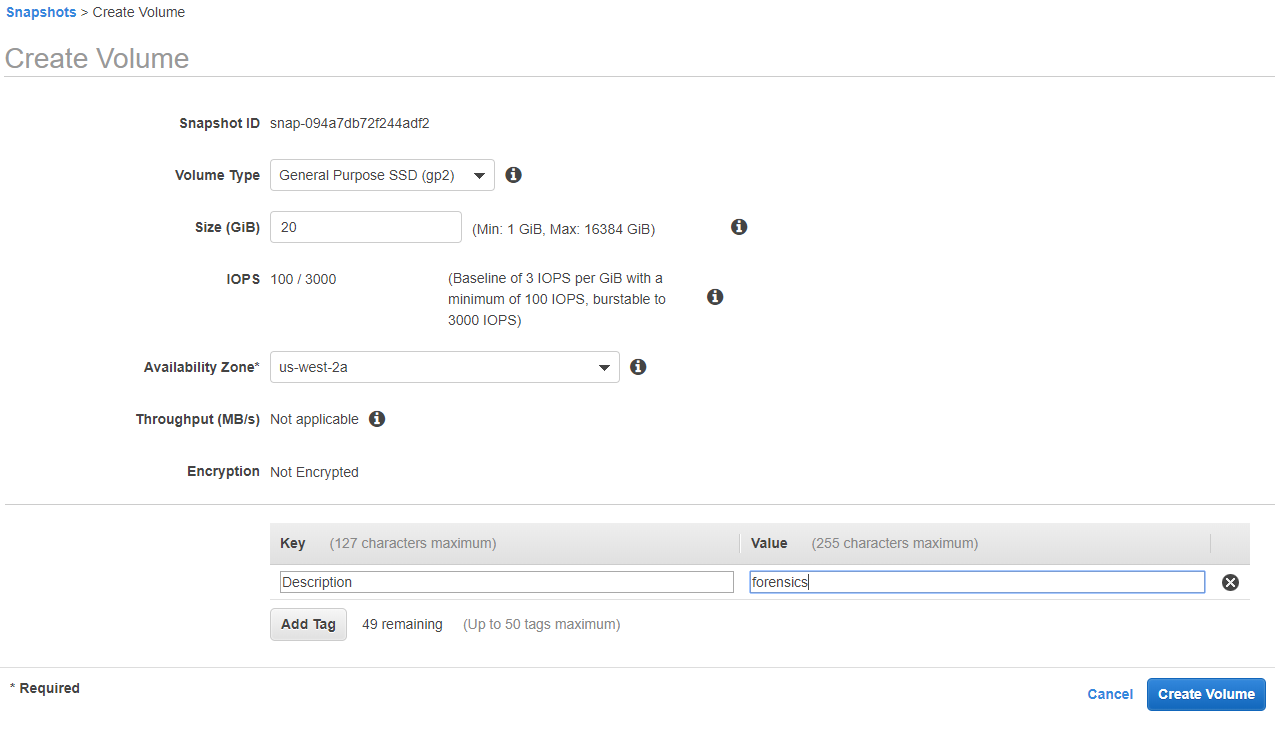 Snapshots > Create Volume
Create Volume
Snapshot ID snap-094a7db72f244adf2
Volume Type General Purpose SSD (gp2)
Size (GiB) 20 (Min: 1 GiB, Max: 16384 GiB)
IOPS 100 / 3000 (Baseline of 3 IOPS per GiB with a
minimum of 100 IOPS, burstable to
3000 IOPS)
Availability Zone* us-west-2a
Throughput (MB/s) Not applicable
Encryption Not Encrypted
Key (127 characters maximum) Value (255 characters maximum)
Description forensics
Add Tag 49 remaining (Up to 50 tags maximum)
* Required
Cancel Create Volume